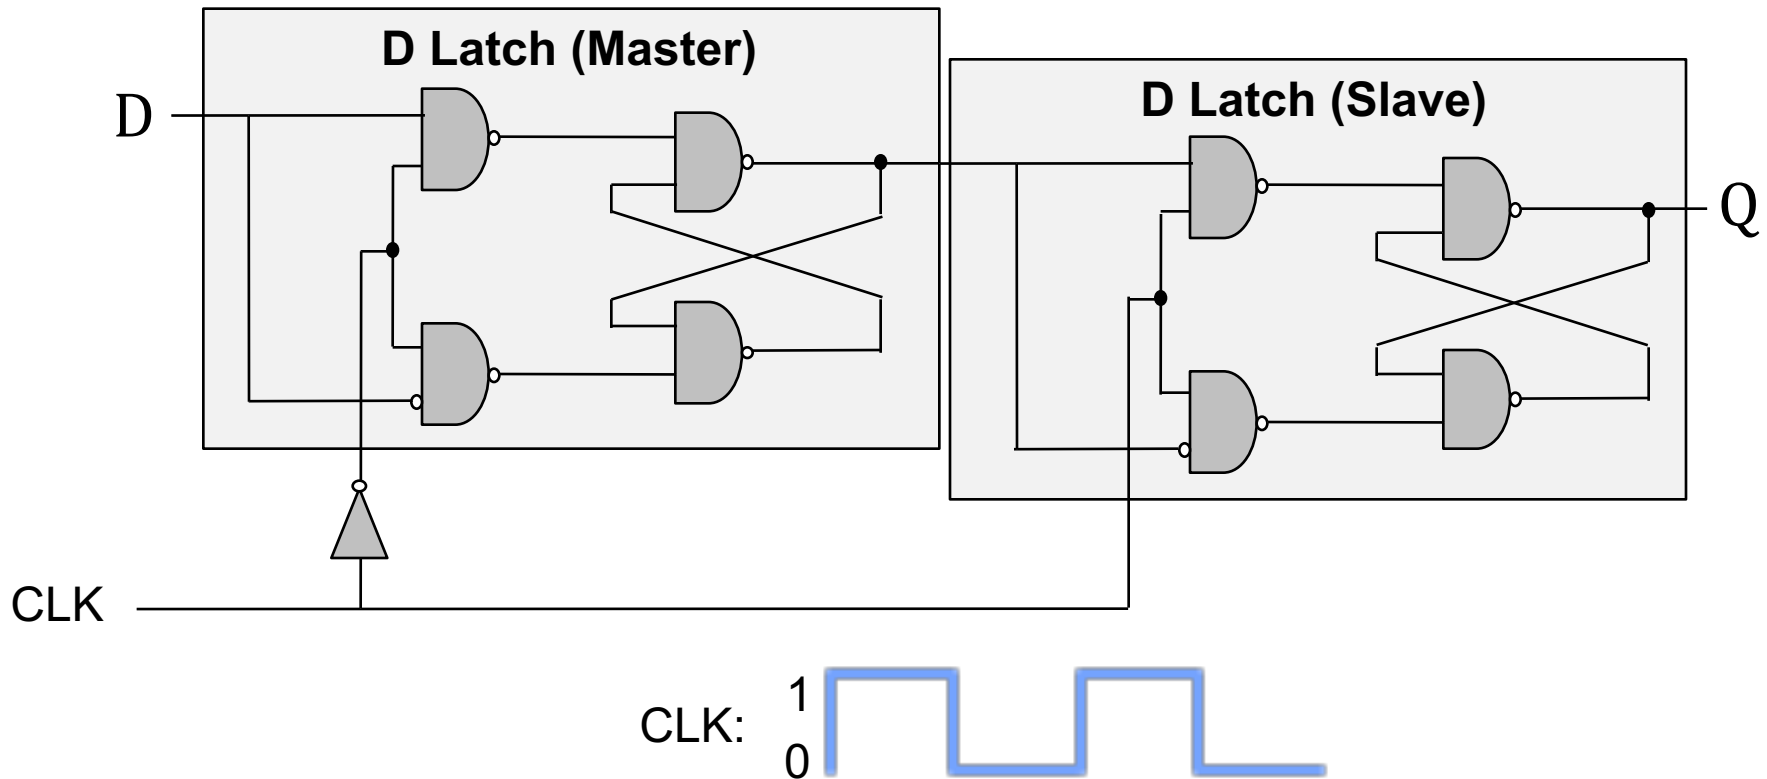 D Latch (Master)
D Latch (Slave)
D
Q
CLK
1
CLK:
0